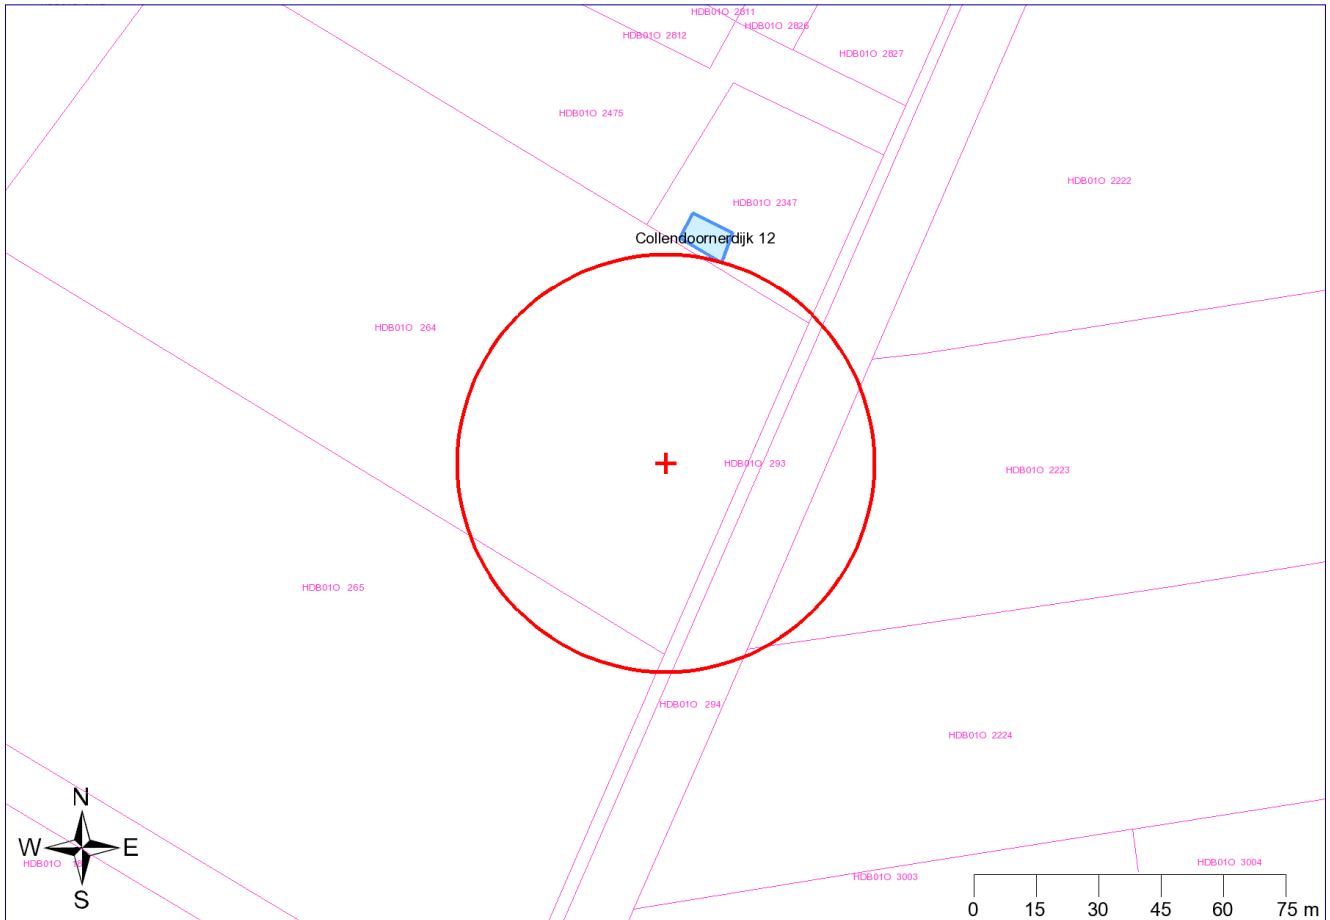 HDB01O 2811
HDB01O 2826
HDB01O 2812
HDB01O 2827
HDB01O 2475
HDB01O 2222
HDB01O 2347
Collendoornerdijk 12
HDB01O 264
HDB01O 293
HDB01O 2223
HDB01O 265
HDB01O 294
HDB01O 2224
N
W E
S
HDB01O
HDB01O 3004
HDB01O 3003
0 15 30 45 60 75 m